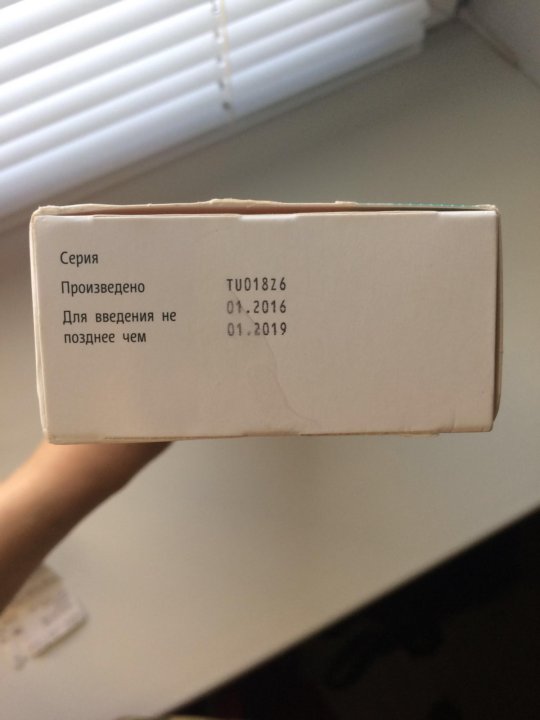 Серия
Произведено TU018Z6
01.2016
Для введения не
позднее чем 01.2019